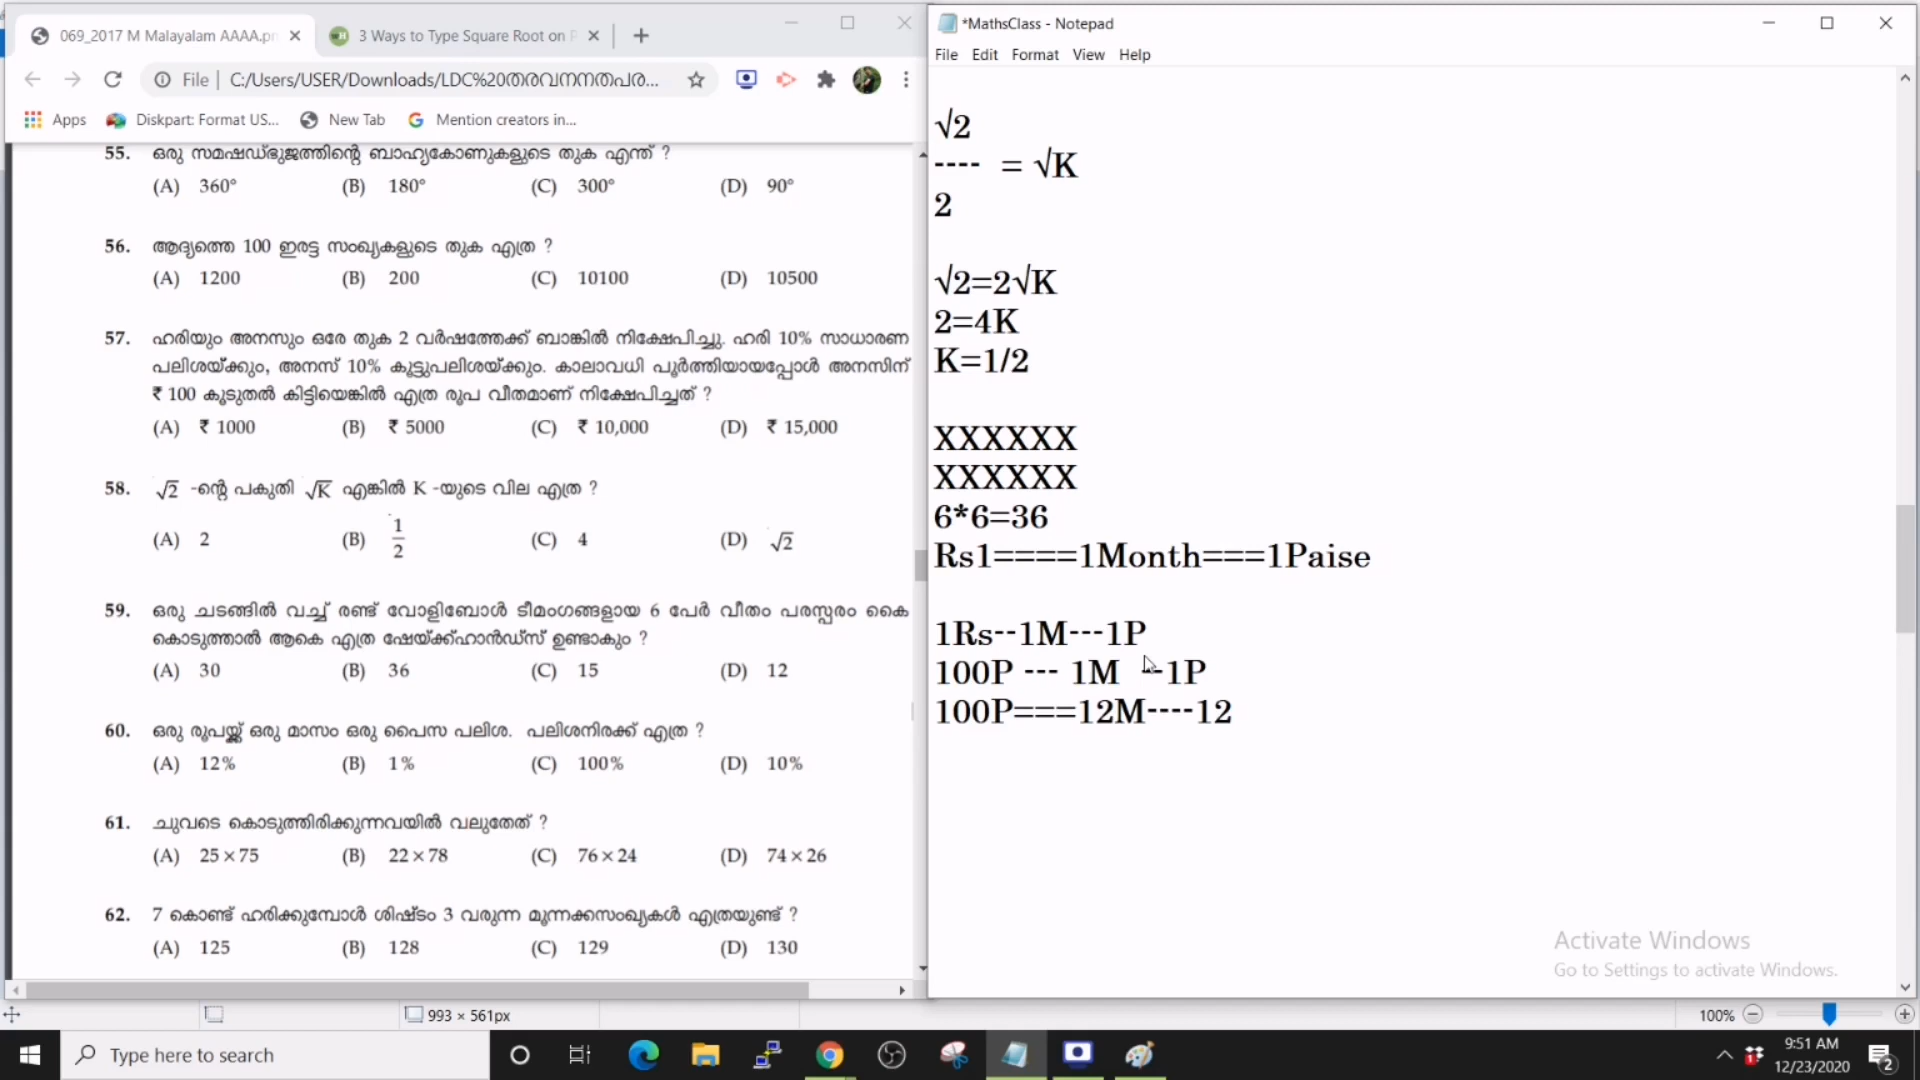 069_2017 M Malayalam AAAA.pn
3 Ways to Type Square Root on P
File | C:/Users/USER/Downloads/LDC%20തരവനനതപര...
Apps
Diskpart: Format US...
New Tab
Mention creators in...
55. ഒരു സമഷഡ്ഭുജത്തിന്റെ ബാഹ്യകോണുകളുടെ തുക എന്ത് ?
(A) 360° (B) 180° (C) 300° (D) 90°
56. ആദ്യത്തെ 100 ഇരട്ട സംഖ്യകളുടെ തുക എത്ര ?
(A) 1200 (B) 200 (C) 10100 (D) 10500
57. ഹരിയും അനസും ഒരേ തുക 2 വർഷത്തേക്ക് ബാങ്കിൽ നിക്ഷേപിച്ചു. ഹരി 10% സാധാരണ
പലിശയ്ക്കും, അനസ് 10% കൂട്ടുപലിശയ്ക്കും. കാലാവധി പൂർത്തിയായപ്പോൾ അനസിന്
₹ 100 കൂടുതൽ കിട്ടിയെങ്കിൽ എത്ര രൂപ വീതമാണ് നിക്ഷേപിച്ചത് ?
(A) ₹ 1000 (B) ₹ 5000 (C) ₹ 10,000 (D) ₹ 15,000
58. √2 -ന്റെ പകുതി √K എങ്കിൽ K -യുടെ വില എത്ര ?
(A) 2 (B) 1/2 (C) 4 (D) √2
59. ഒരു ചടങ്ങിൽ വച്ച് രണ്ട് വോളിബോൾ ടീമംഗങ്ങളായ 6 പേർ വീതം പരസ്പരം കൈ
കൊടുത്താൽ ആകെ എത്ര ഷേയ്ക്ക്ഹാൻഡ്സ് ഉണ്ടാകും ?
(A) 30 (B) 36 (C) 15 (D) 12
60. ഒരു രൂപയ്ക്ക് ഒരു മാസം ഒരു പൈസ പലിശ. പലിശനിരക്ക് എത്ര ?
(A) 12% (B) 1% (C) 100% (D) 10%
61. ചുവടെ കൊടുത്തിരിക്കുന്നവയിൽ വലുതേത് ?
(A) 25×75 (B) 22×78 (C) 76×24 (D) 74×26
62. 7 കൊണ്ട് ഹരിക്കുമ്പോൾ ശിഷ്ടം 3 വരുന്ന മൂന്നക്കസംഖ്യകൾ എത്രയുണ്ട് ?
(A) 125 (B) 128 (C) 129 (D) 130
*MathsClass - Notepad
File Edit Format View Help
√2
---- = √K
2
√2=2√K
2=4K
K=1/2
XXXXXX
XXXXXX
6*6=36
Rs1====1Month===1Paise
1Rs--1M---1P
100P --- 1M --1P
100P===12M----12
Activate Windows
Go to Settings to activate Windows.
993 × 561px
100%
Type here to search
9:51 AM
12/23/2020
2